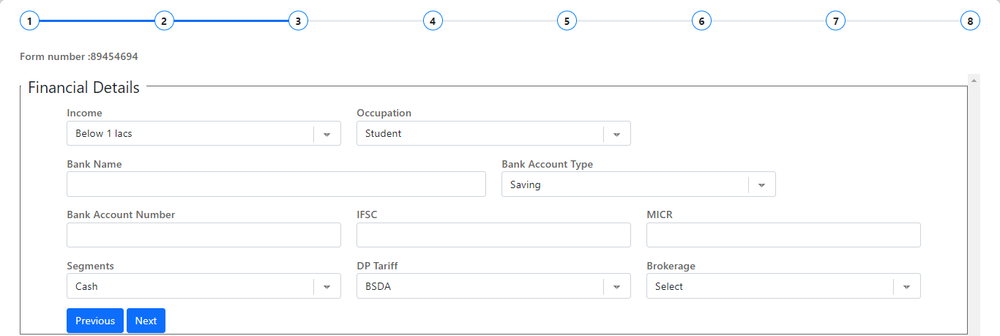 1 2 3 4 5 6 7 8
Form number :89454694
Financial Details
Income Occupation
Below 1 lacs Student
Bank Name Bank Account Type
Saving
Bank Account Number IFSC MICR
Segments DP Tariff Brokerage
Cash BSDA Select
Previous Next